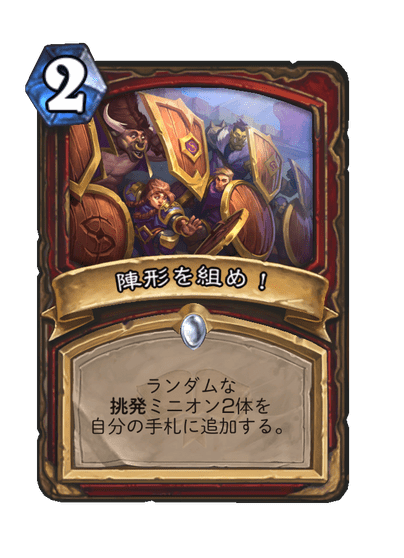 2
陣形を組め！
ランダムな
挑発ミニオン2体を
自分の手札に追加する。